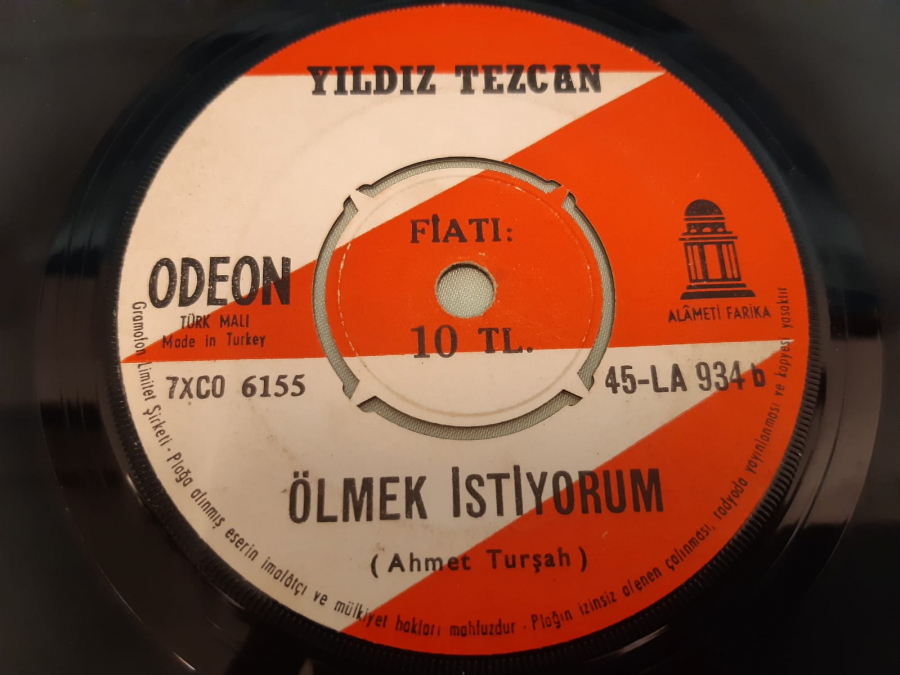 YILDIZ TEZCAN
FİATI:
10 TL.
ODEON
TÜRK MALI
Made in Turkey
ALÂMETİ FARİKA
7XCO 6155
45-LA 934 b
ÖLMEK İSTİYORUM
(Ahmet Turşah)
Gramofon Limitet Şirketi - Plağa alınmış eserin imalâtçı ve mülkiyet hakları mahfuzdur - Plağın izinsiz alenen çalınması, radyoda yayınlanması ve kopyesi yasaktır